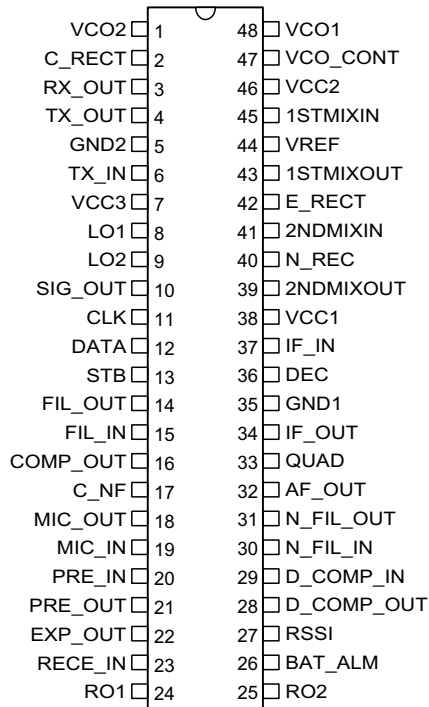 VCO2 1 48 VCO1
C_RECT 2 47 VCO_CONT
RX_OUT 3 46 VCC2
TX_OUT 4 45 1STMIXIN
GND2 5 44 VREF
TX_IN 6 43 1STMIXOUT
VCC3 7 42 E_RECT
LO1 8 41 2NDMIXIN
LO2 9 40 N_REC
SIG_OUT 10 39 2NDMIXOUT
CLK 11 38 VCC1
DATA 12 37 IF_IN
STB 13 36 DEC
FIL_OUT 14 35 GND1
FIL_IN 15 34 IF_OUT
COMP_OUT 16 33 QUAD
C_NF 17 32 AF_OUT
MIC_OUT 18 31 N_FIL_OUT
MIC_IN 19 30 N_FIL_IN
PRE_IN 20 29 D_COMP_IN
PRE_OUT 21 28 D_COMP_OUT
EXP_OUT 22 27 RSSI
RECE_IN 23 26 BAT_ALM
RO1 24 25 RO2